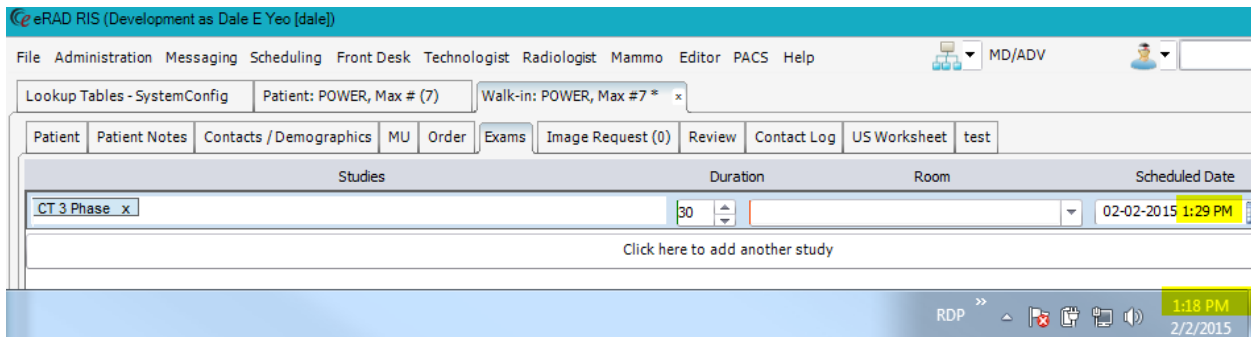 eRAD RIS (Development as Dale E Yeo [dale])
File Administration Messaging Scheduling Front Desk Technologist Radiologist Mammo Editor PACS Help MD/ADV
Lookup Tables - SystemConfig Patient: POWER, Max # (7) Walk-in: POWER, Max #7 * x
Patient Patient Notes Contacts / Demographics MU Order Exams Image Request (0) Review Contact Log US Worksheet test
Studies Duration Room Scheduled Date
CT 3 Phase x 30 02-02-2015 1:29 PM
Click here to add another study
RDP 1:18 PM
2/2/2015